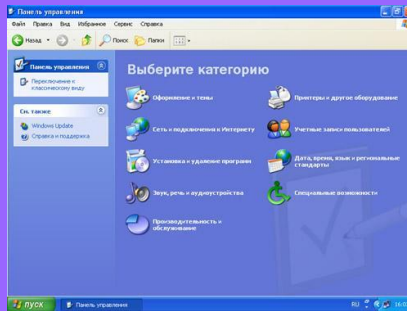 Панель управления
Файл Правка Вид Избранное Сервис Справка
Назад Поиск Папки
Панель управления
Переключение к
классическому виду
См. также
Windows Update
Справка и поддержка
Выберите категорию
Оформление и темы
Принтеры и другое оборудование
Сеть и подключения к Интернету
Учетные записи пользователей
Установка и удаление программ
Дата, время, язык и региональные
стандарты
Звук, речь и аудиоустройства
Специальные возможности
Производительность и
обслуживание
пуск
Панель управления
RU